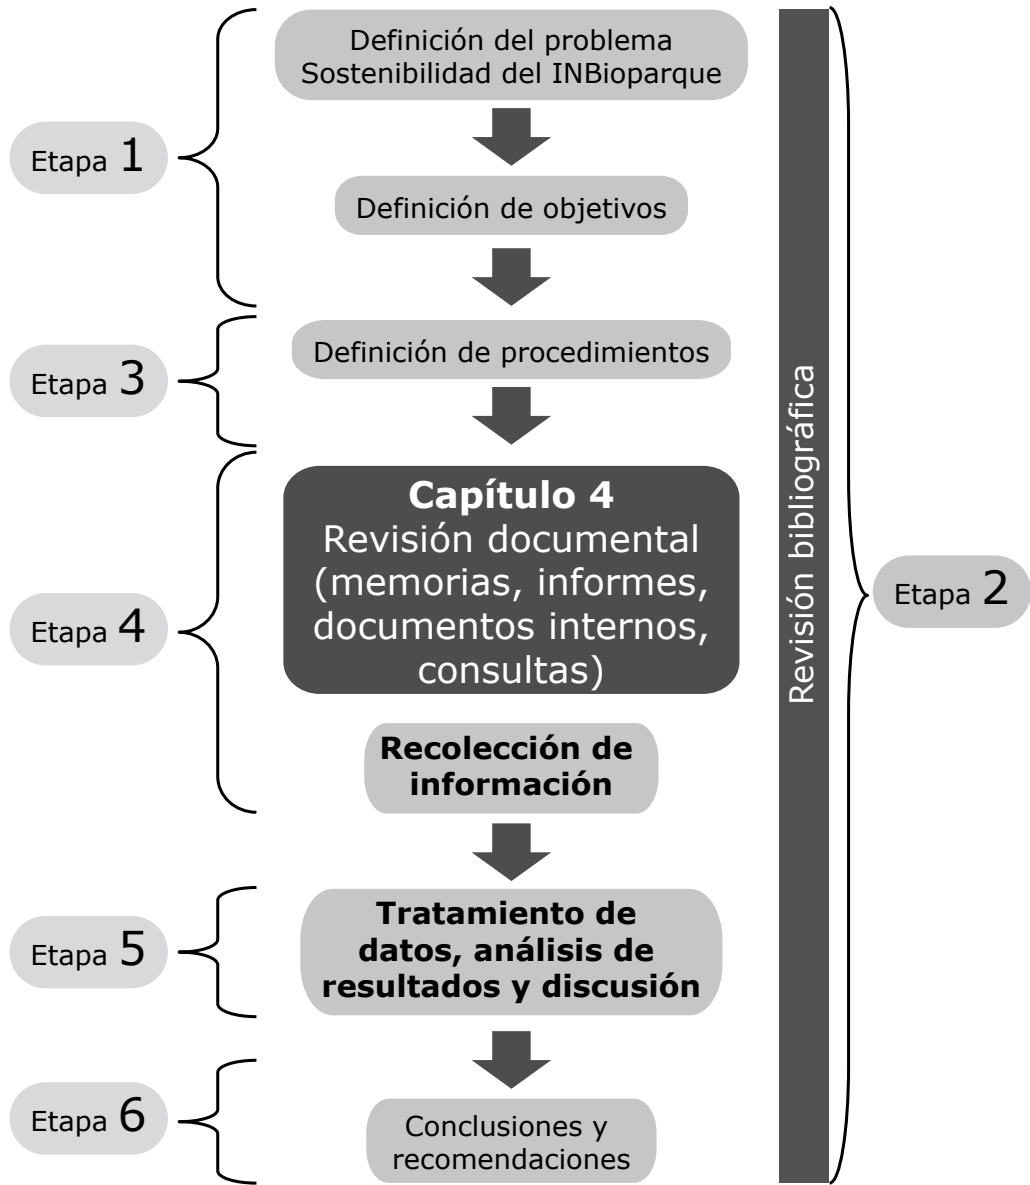 Definición del problema
Sostenibilidad del INBioparque
Etapa 1
Definición de objetivos
Definición de procedimientos
Etapa 3
Capítulo 4
Revisión documental
(memorias, informes,
documentos internos,
consultas)
Etapa 4
Recolección de
información
Tratamiento de
datos, análisis de
resultados y discusión
Etapa 5
Conclusiones y
recomendaciones
Etapa 6
Revisión bibliográfica
Etapa 2